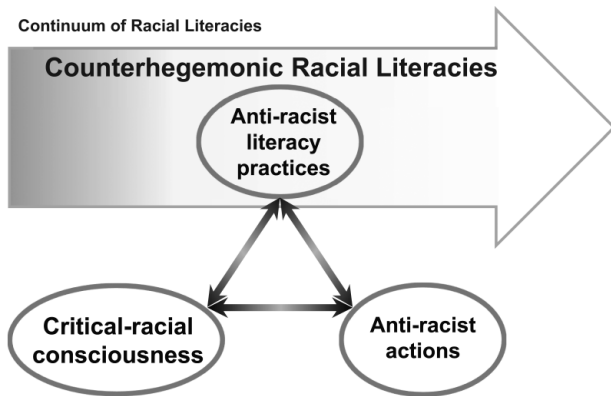 Continuum of Racial Literacies
Counterhegemonic Racial Literacies
Anti-racist
literacy
practices
Critical-racial
consciousness
Anti-racist
actions